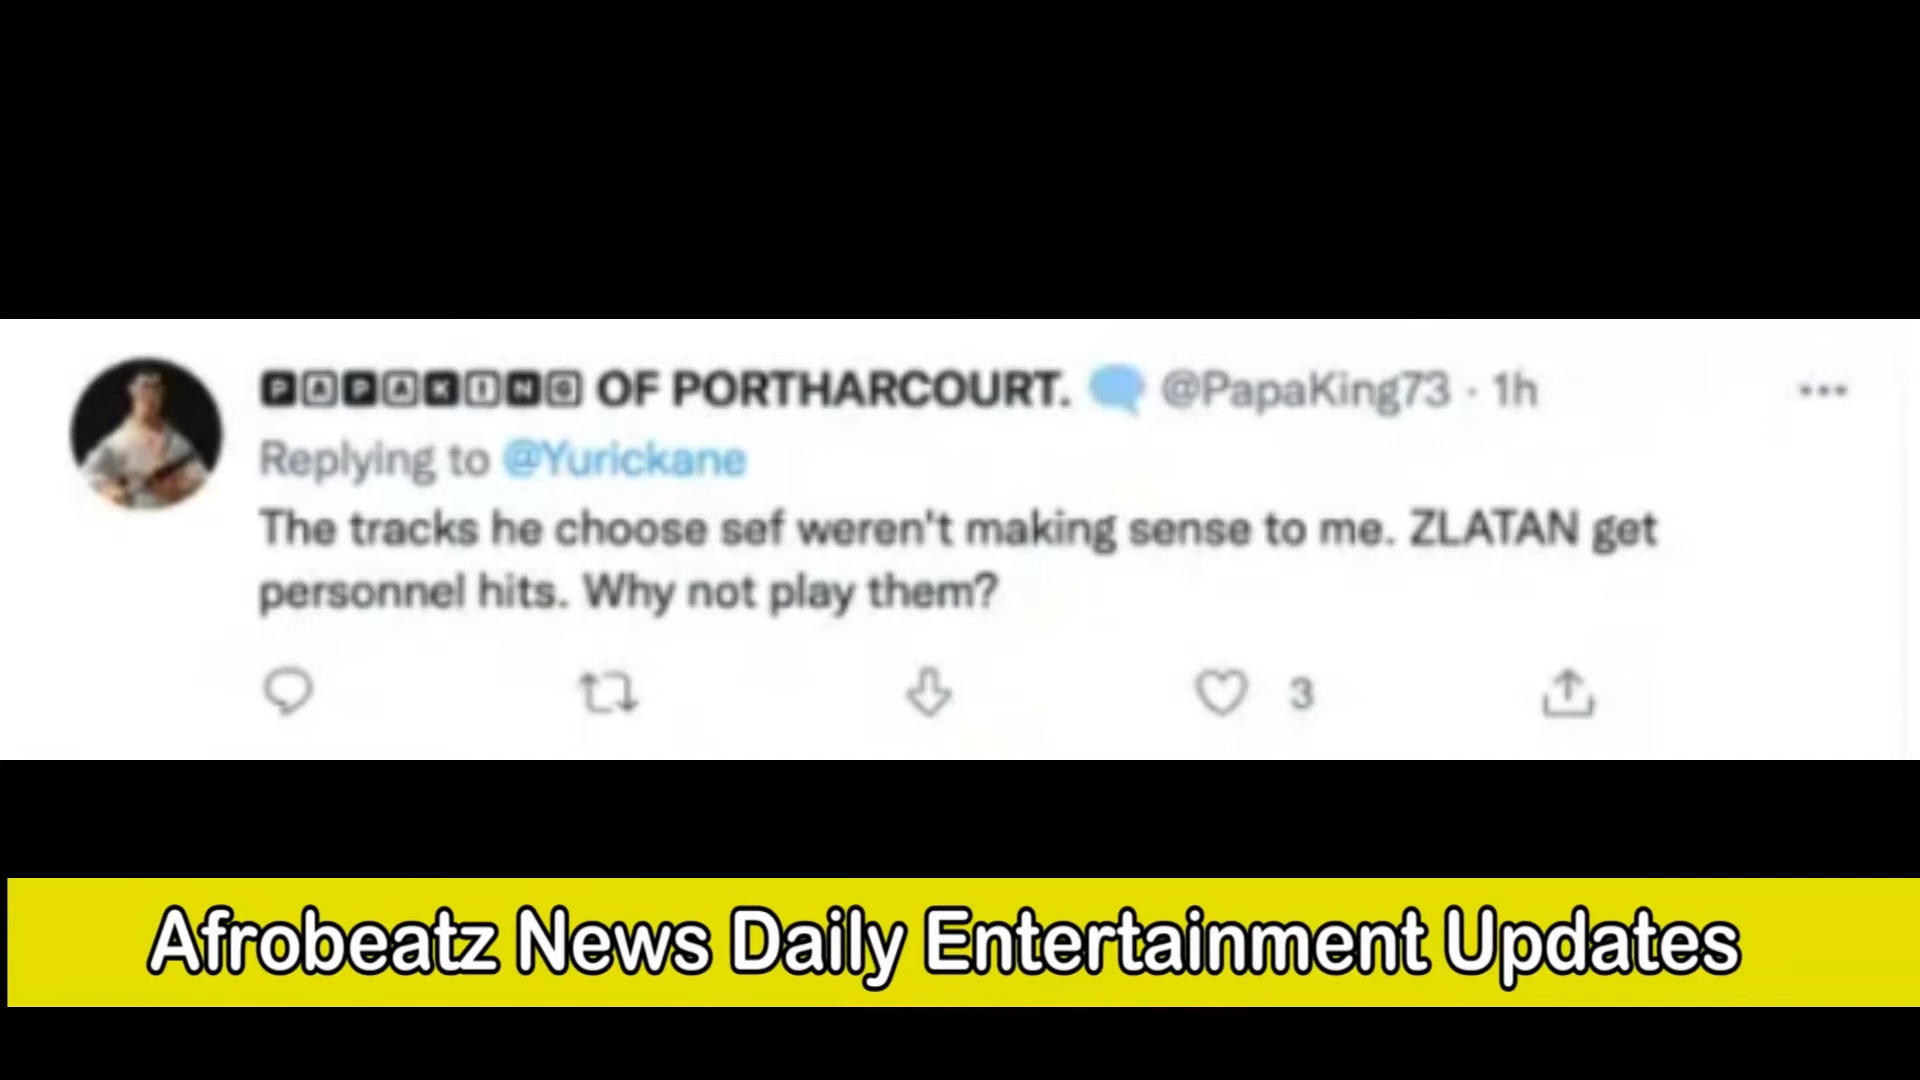 PAPAKING OF PORTHARCOURT. @PapaKing73 · 1h
Replying to @Yurickane
The tracks he choose sef weren't making sense to me. ZLATAN get
personnel hits. Why not play them?
3
Afrobeatz News Daily Entertainment Updates